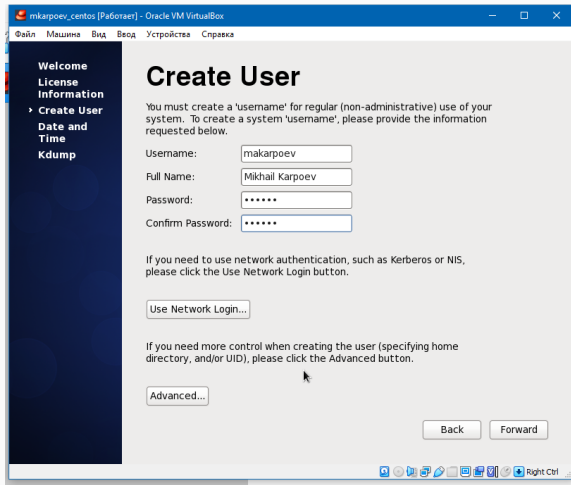 mkarpoev_centos [Работает] - Oracle VM VirtualBox
Файл Машина Вид Ввод Устройства Справка
Welcome
License
Information
Create User
Date and
Time
Kdump
Create User
You must create a 'username' for regular (non-administrative) use of your
system. To create a system 'username', please provide the information
requested below.
Username: makarpoev
Full Name: Mikhail Karpoev
Password: ••••••
Confirm Password: ••••••
If you need to use network authentication, such as Kerberos or NIS,
please click the Use Network Login button.
Use Network Login...
If you need more control when creating the user (specifying home
directory, and/or UID), please click the Advanced button.
Advanced...
Back Forward
Right Ctrl